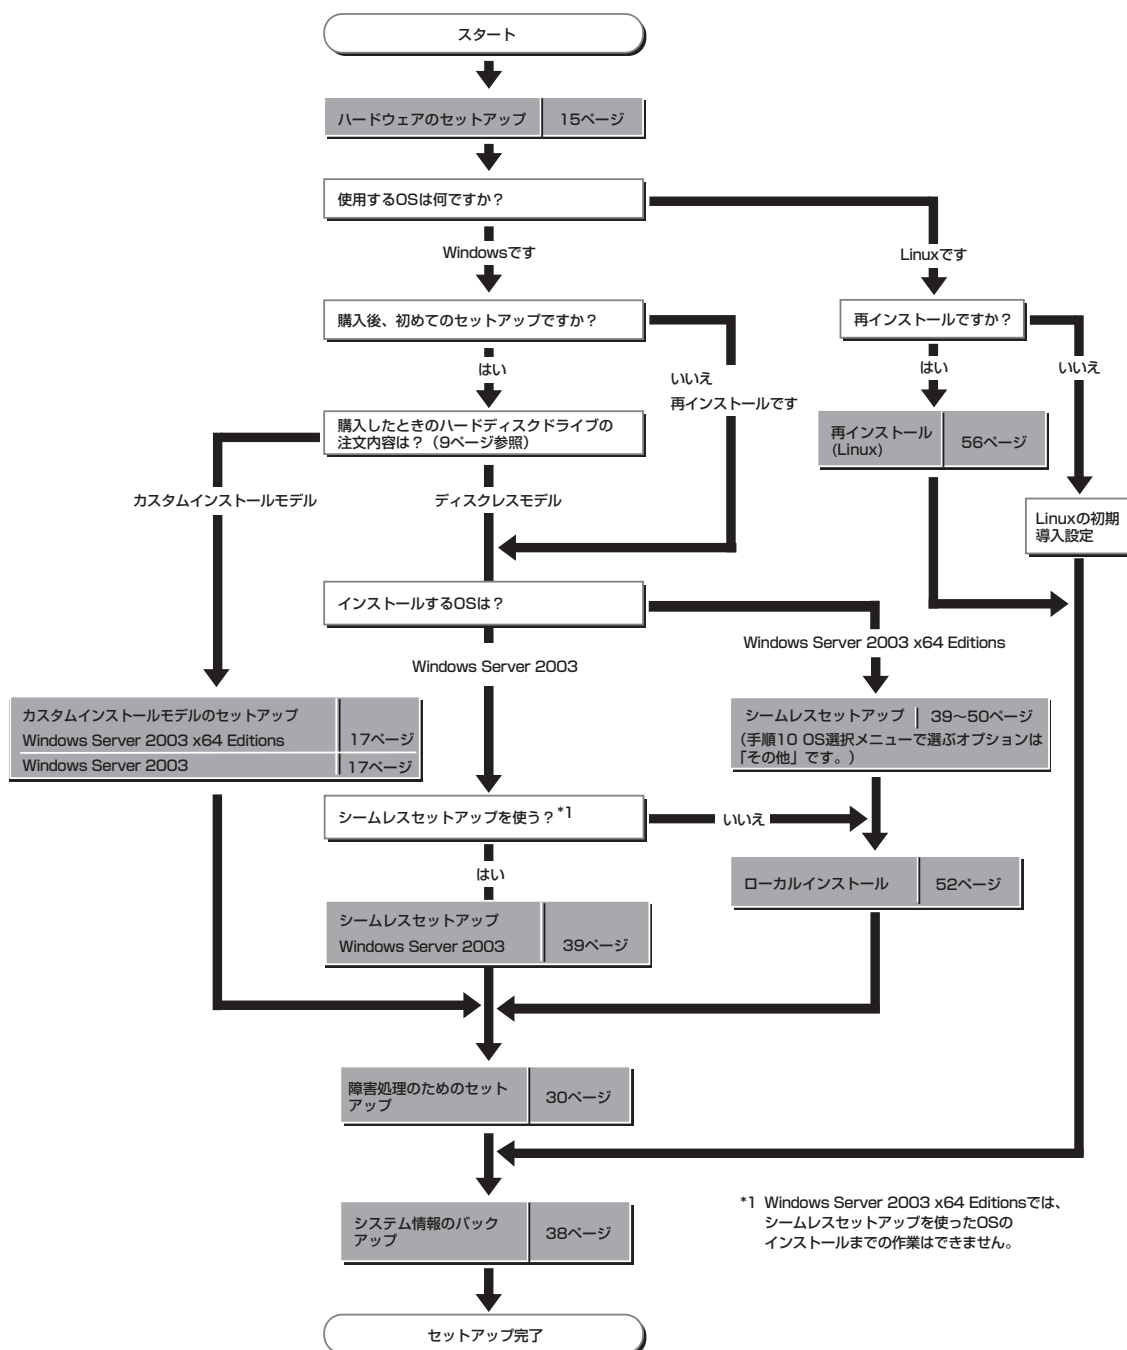 スタート
ハードウェアのセットアップ 15ページ
使用するOSは何ですか？
Windowsです
Linuxです
購入後、初めてのセットアップですか？
再インストールですか？
はい
いいえ
再インストールです
はい
いいえ
購入したときのハードディスクドライブの
注文内容は？（9ページ参照）
再インストール
(Linux)
56ページ
カスタムインストールモデル
ディスクレスモデル
Linuxの初期
導入設定
インストールするOSは？
Windows Server 2003
Windows Server 2003 x64 Editions
カスタムインストールモデルのセットアップ
Windows Server 2003 x64 Editions 17ページ
Windows Server 2003 17ページ
シームレスセットアップ 39〜50ページ
（手順10 OS選択メニューで選ぶオプションは
「その他」です。）
シームレスセットアップを使う？*1
いいえ
はい
ローカルインストール 52ページ
シームレスセットアップ
Windows Server 2003 39ページ
障害処理のためのセット
アップ
30ページ
システム情報のバック
アップ
38ページ
*1 Windows Server 2003 x64 Editionsでは、
シームレスセットアップを使ったOSの
インストールまでの作業はできません。
セットアップ完了